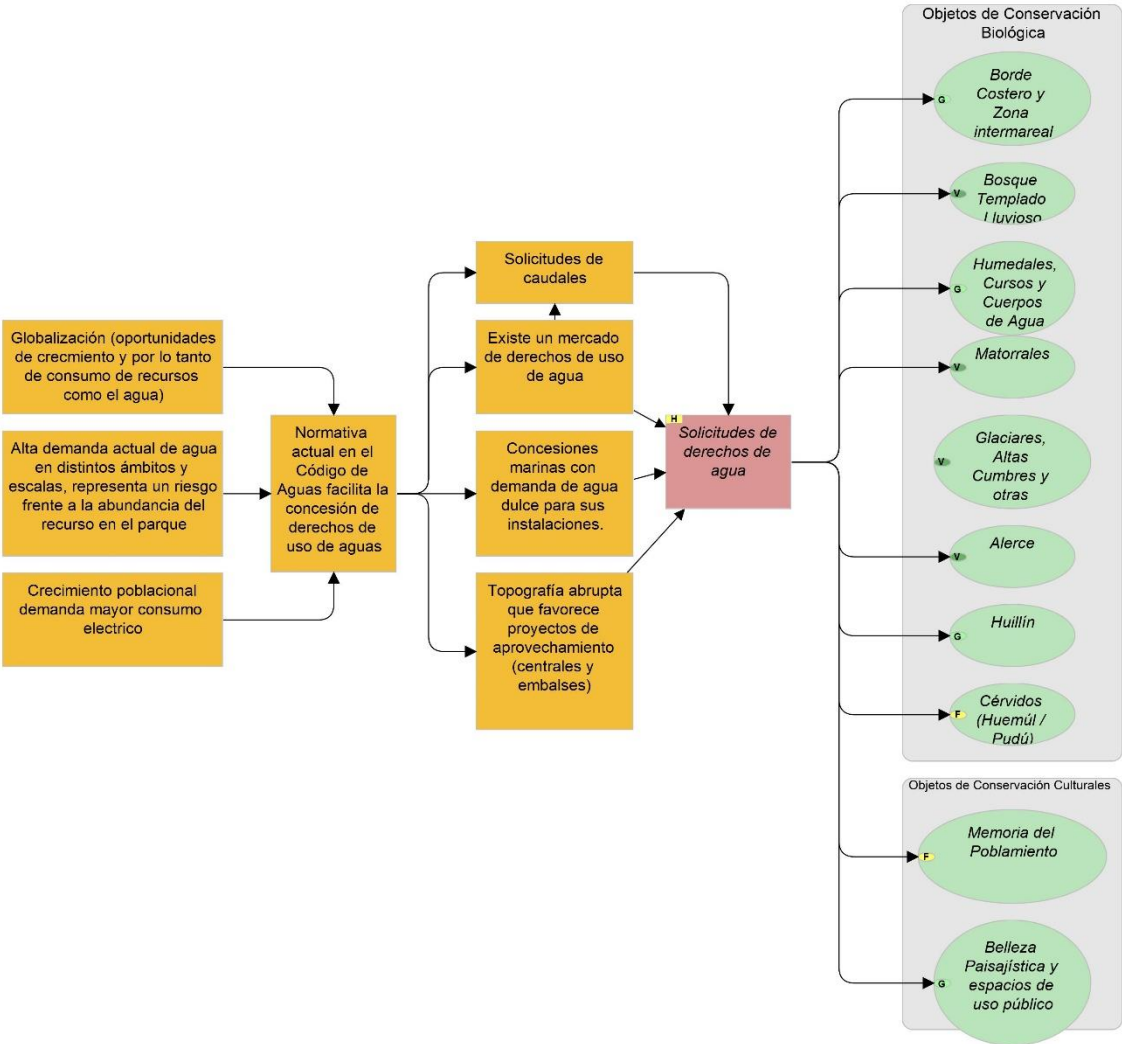 Objetos de Conservación
Biológica
Borde
Costero y
Zona
intermareal
G
Bosque
Templado
Lluvioso
V
Humedales,
Cursos y
Cuerpos
de Agua
G
Matorrales
V
Glaciares,
Altas
Cumbres y
otras
V
Alerce
V
Huillín
G
Cérvidos
(Huemúl /
Pudú)
F
Objetos de Conservación Culturales
Memoria del
Poblamiento
F
Belleza
Paisajística y
espacios de
uso público
G
Globalización (oportunidades
de crecmiento y por lo tanto
de consumo de recursos
como el agua)
Alta demanda actual de agua
en distintos ámbitos y
escalas, representa un riesgo
frente a la abundancia del
recurso en el parque
Crecimiento poblacional
demanda mayor consumo
electrico
Normativa
actual en el
Código de
Aguas facilita la
concesión de
derechos de
uso de aguas
Solicitudes de
caudales
Existe un mercado
de derechos de uso
de agua
Concesiones
marinas con
demanda de agua
dulce para sus
instalaciones.
Topografía abrupta
que favorece
proyectos de
aprovechamiento
(centrales y
embalses)
H
Solicitudes de
derechos de
agua